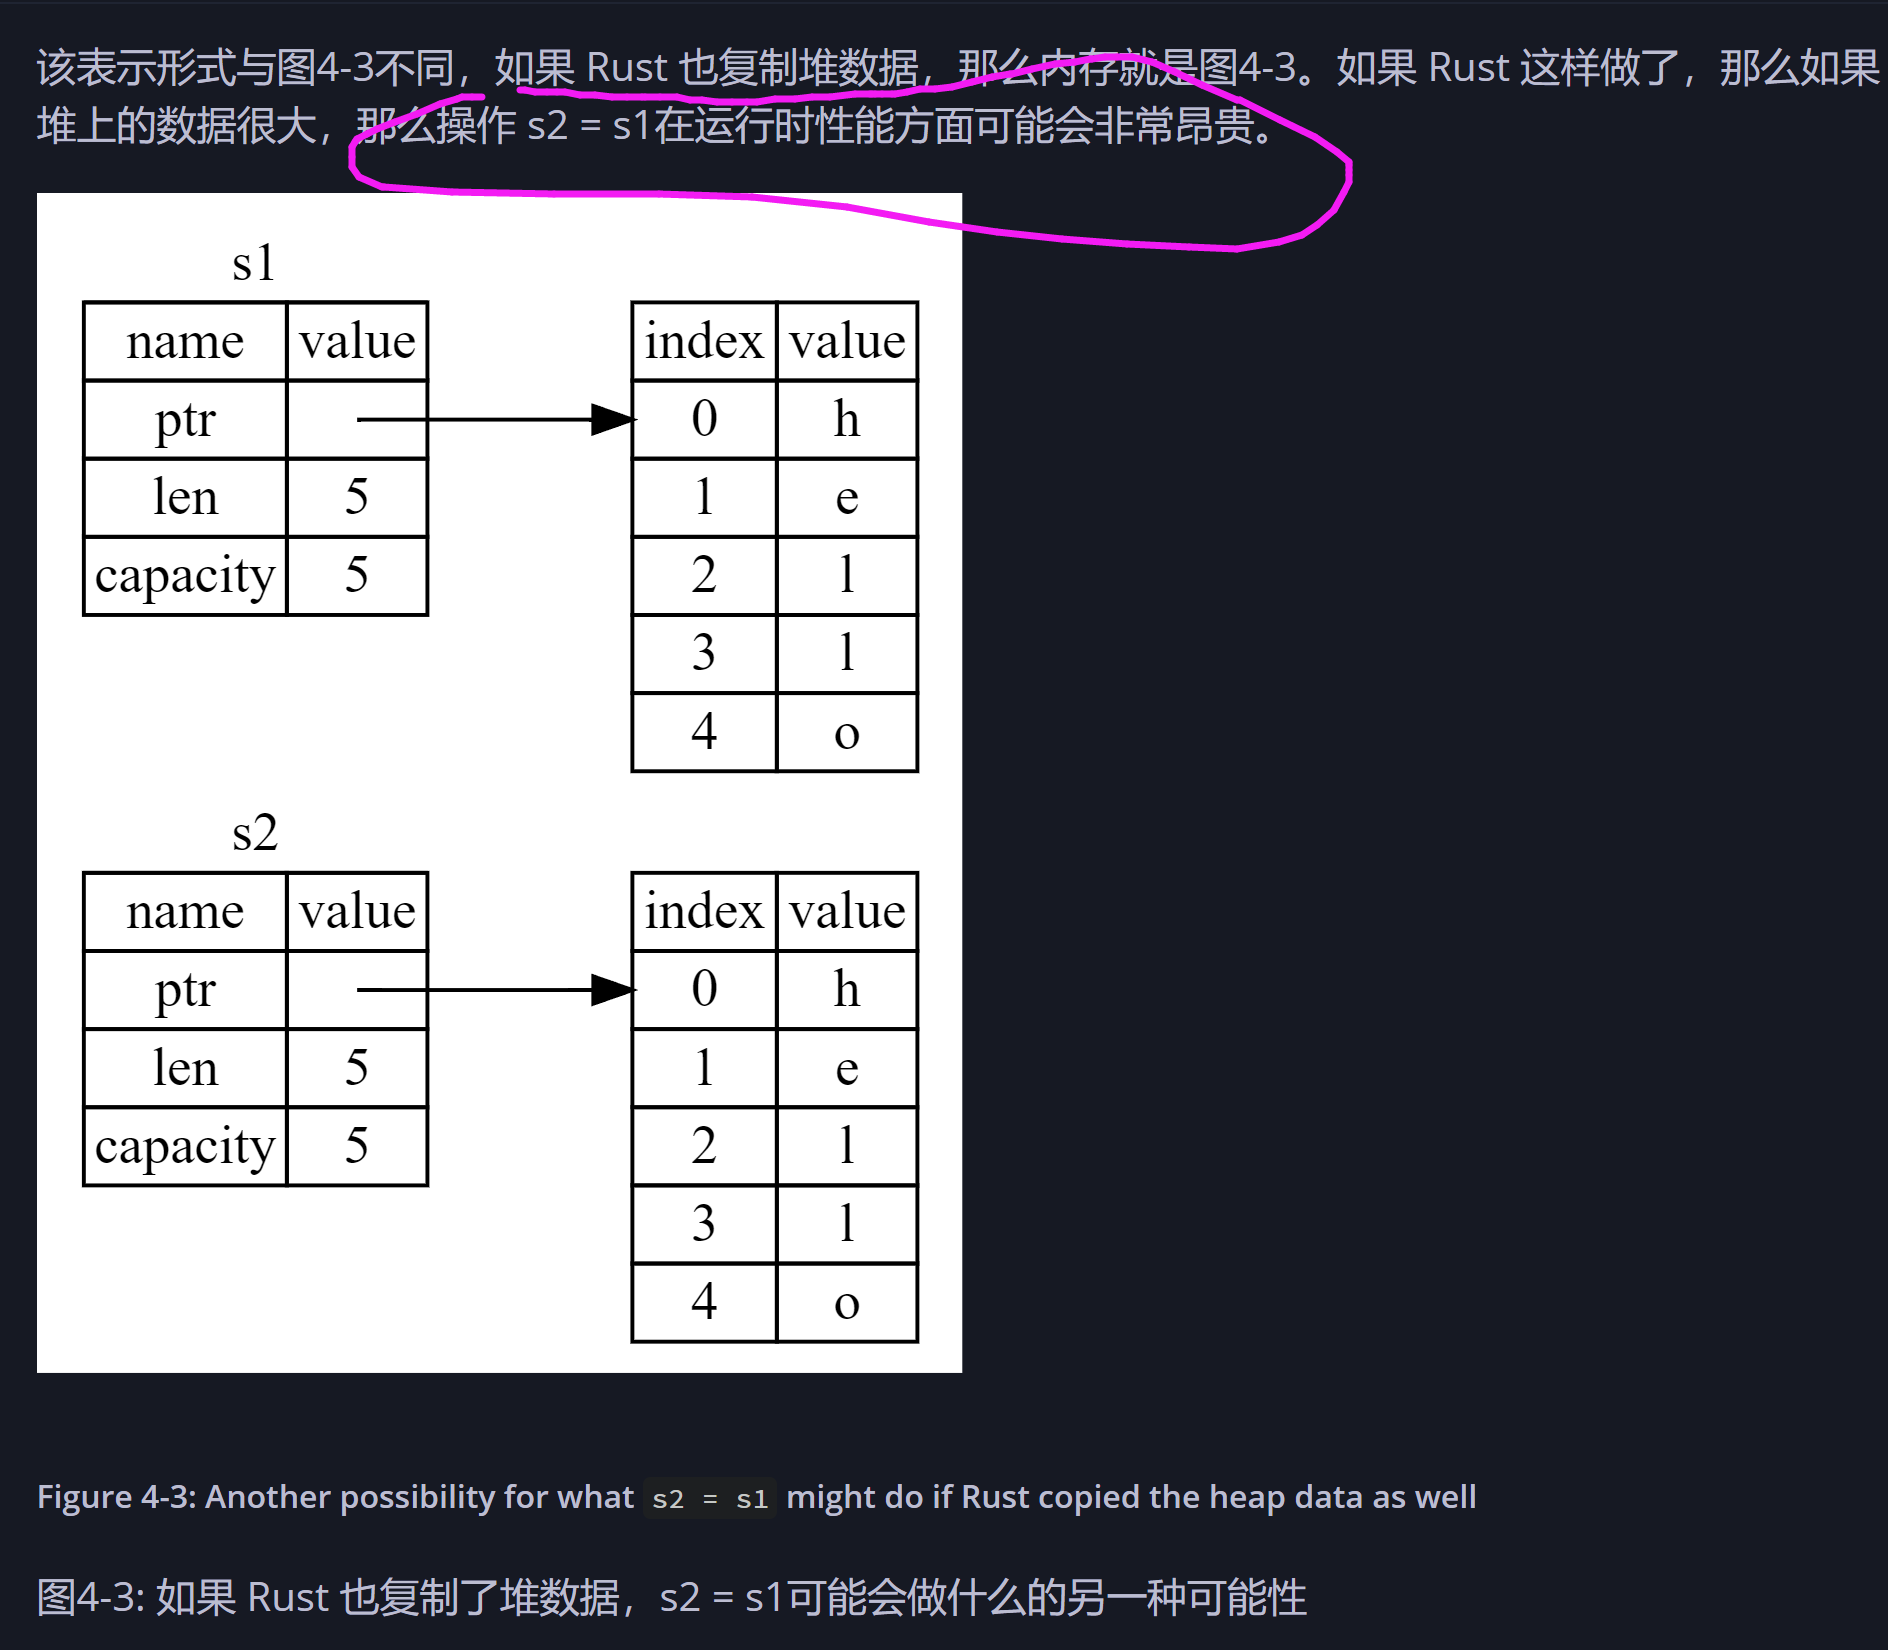 该表示形式与图4-3不同，如果 Rust 也复制堆数据，那么内存就是图4-3。如果 Rust 这样做了，那么如果
堆上的数据很大，那么操作 s2 = s1在运行时性能方面可能会非常昂贵。
s1
name value
ptr
len 5
capacity 5
index value
0 h
1 e
2 l
3 l
4 o
s2
name value
ptr
len 5
capacity 5
index value
0 h
1 e
2 l
3 l
4 o
Figure 4-3: Another possibility for what s2 = s1 might do if Rust copied the heap data as well
图4-3: 如果 Rust 也复制了堆数据，s2 = s1可能会做什么的另一种可能性